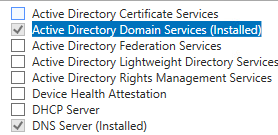 Active Directory Certificate Services
Active Directory Domain Services (Installed)
Active Directory Federation Services
Active Directory Lightweight Directory Services
Active Directory Rights Management Services
Device Health Attestation
DHCP Server
DNS Server (Installed)